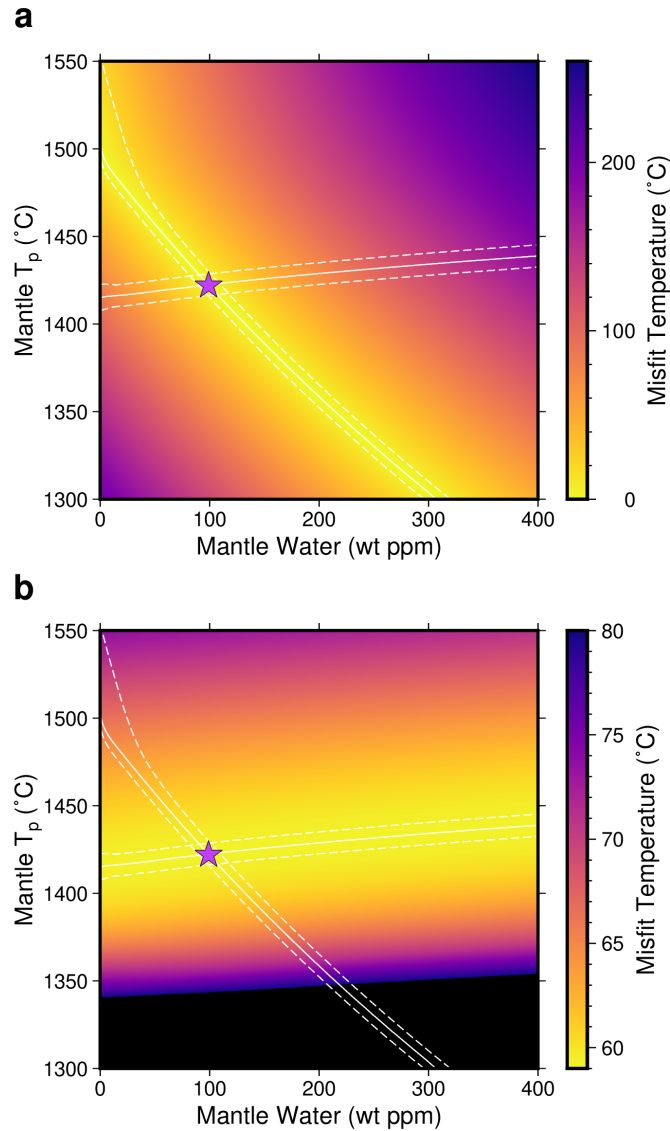 a
1550
1500
1450
1400
1350
1300
Mantle Tp (˚C)
0 100 200 300 400
Mantle Water (wt ppm)
200
100
0
Misfit Temperature (˚C)
b
1550
1500
1450
1400
1350
1300
Mantle Tp (˚C)
0 100 200 300 400
Mantle Water (wt ppm)
80
75
70
65
60
Misfit Temperature (˚C)